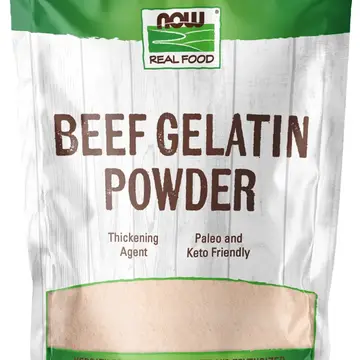 NOW
REAL FOOD
BEEF GELATIN
POWDER
Thickening
Agent
Paleo and
Keto Friendly